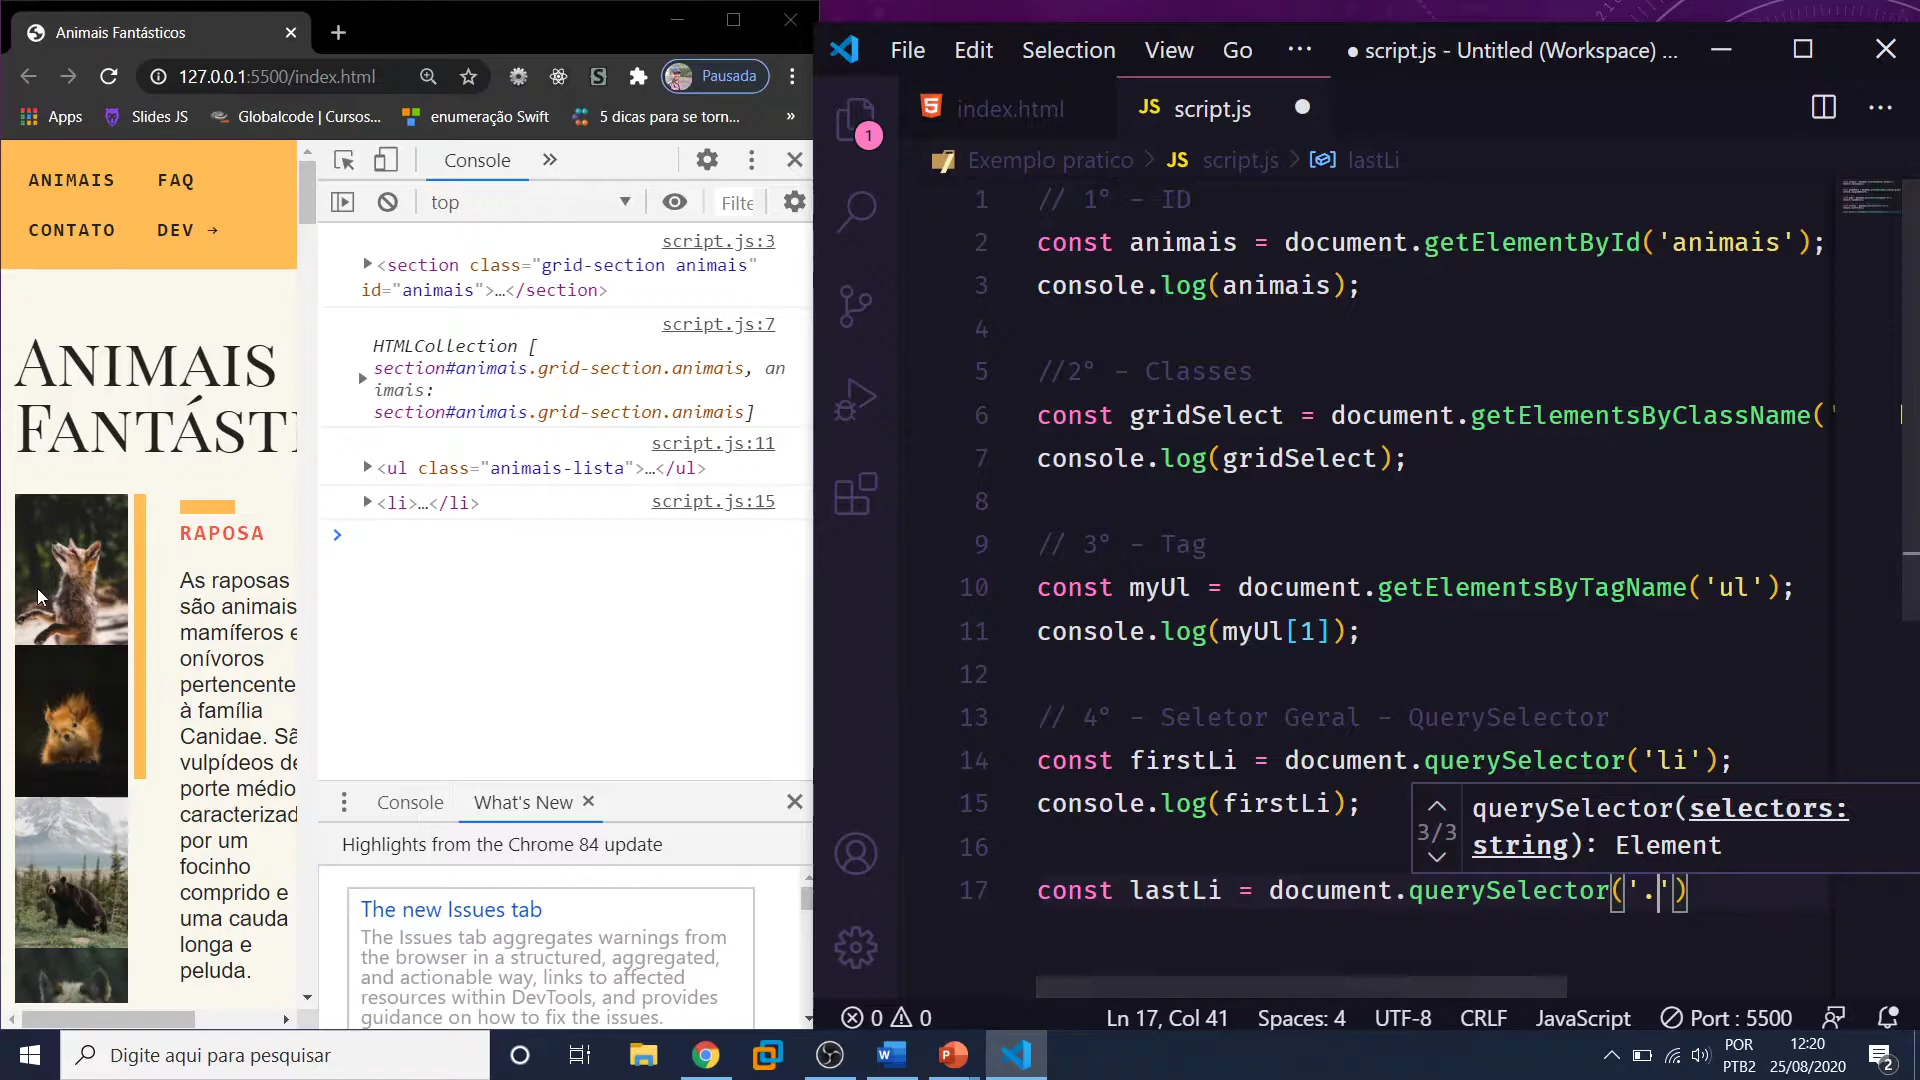 Animais Fantásticos
127.0.0.1:5500/index.html
Pausada
Apps
Slides JS
Globalcode | Cursos...
enumeração Swift
5 dicas para se torn...
»
ANIMAIS
FAQ
CONTATO
DEV →
ANIMAIS
FANTÁSTI
RAPOSA
As raposas
são animais
mamíferos e
onívoros
pertencente
à família
Canidae. Sã
vulpídeos de
porte médio
caracterizad
por um
focinho
comprido e
uma cauda
longa e
peluda.
Console
»
top
Filte
script.js:3
<section class="grid-section animais"
id="animais">…</section>
script.js:7
HTMLCollection [
section#animais.grid-section.animais, an
imais:
section#animais.grid-section.animais]
script.js:11
<ul class="animais-lista">…</ul>
<li>…</li>
script.js:15
Console
What's New
Highlights from the Chrome 84 update
The new Issues tab
The Issues tab aggregates warnings from
the browser in a structured, aggregated,
and actionable way, links to affected
resources within DevTools, and provides
guidance on how to fix the issues.
File
Edit
Selection
View
Go
···
● script.js - Untitled (Workspace) ...
index.html
JS script.js
1
Exemplo pratico > JS script.js > lastLi
1 // 1° - ID
2 const animais = document.getElementById('animais');
3 console.log(animais);
4
5 //2° - Classes
6 const gridSelect = document.getElementsByClassName('
7 console.log(gridSelect);
8
9 // 3° - Tag
10 const myUl = document.getElementsByTagName('ul');
11 console.log(myUl[1]);
12
13 // 4° - Seletor Geral - QuerySelector
14 const firstLi = document.querySelector('li');
15 console.log(firstLi);
16
17 const lastLi = document.querySelector('.')
3/3
querySelector(selectors:
string): Element
0
0
Ln 17, Col 41
Spaces: 4
UTF-8
CRLF
JavaScript
Port : 5500
Digite aqui para pesquisar
POR
PTB2
12:20
25/08/2020
2